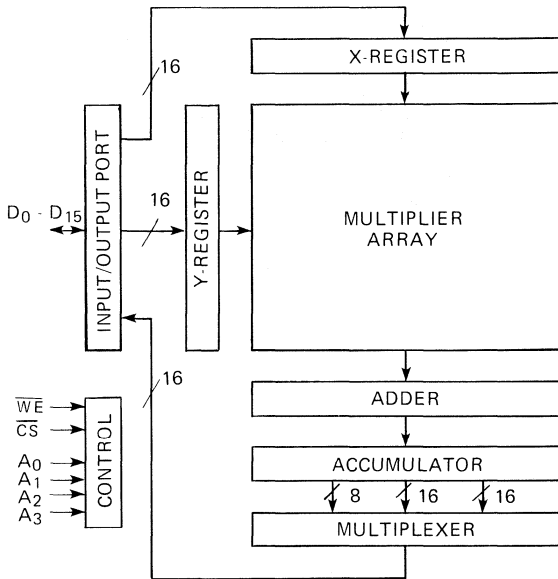 16
X-REGISTER
INPUT/OUTPUT PORT
D0 - D15
16
Y-REGISTER
MULTIPLIER
ARRAY
16
ADDER
WE
CS
A0
A1
A2
A3
CONTROL
ACCUMULATOR
8 16 16
MULTIPLEXER